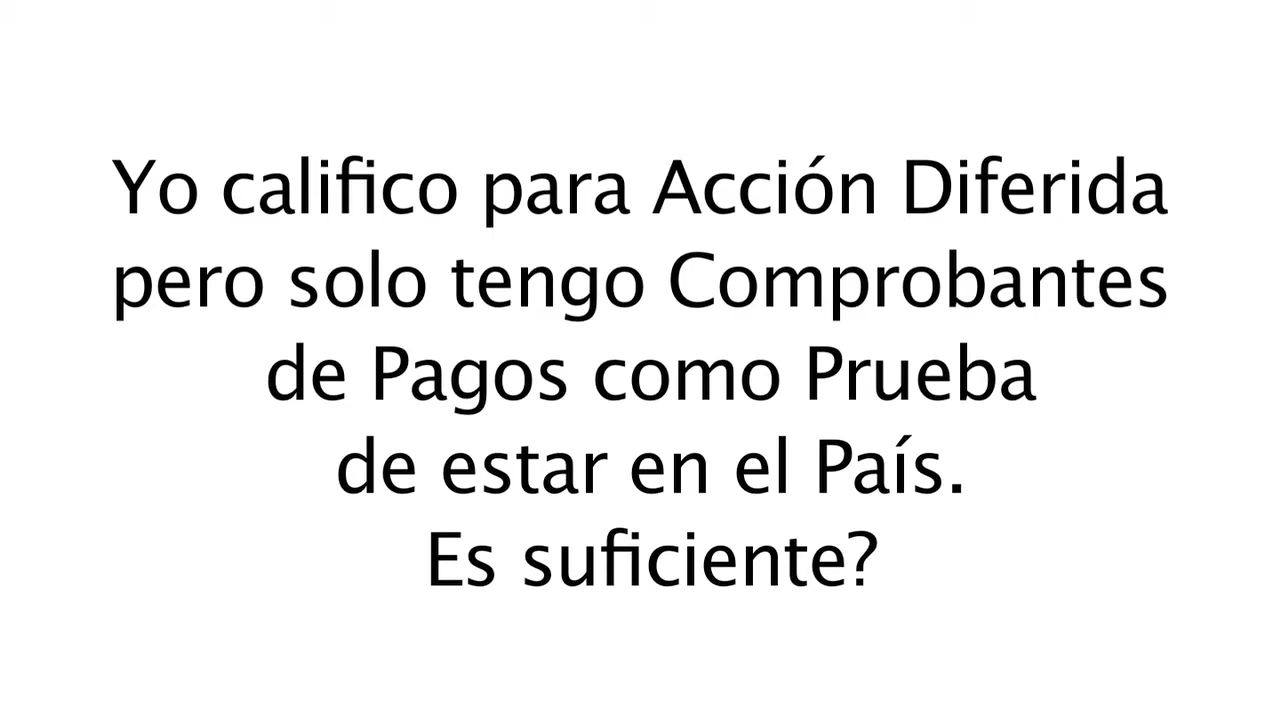 Yo califico para Acción Diferida
pero solo tengo Comprobantes
de Pagos como Prueba
de estar en el País.
Es suficiente?